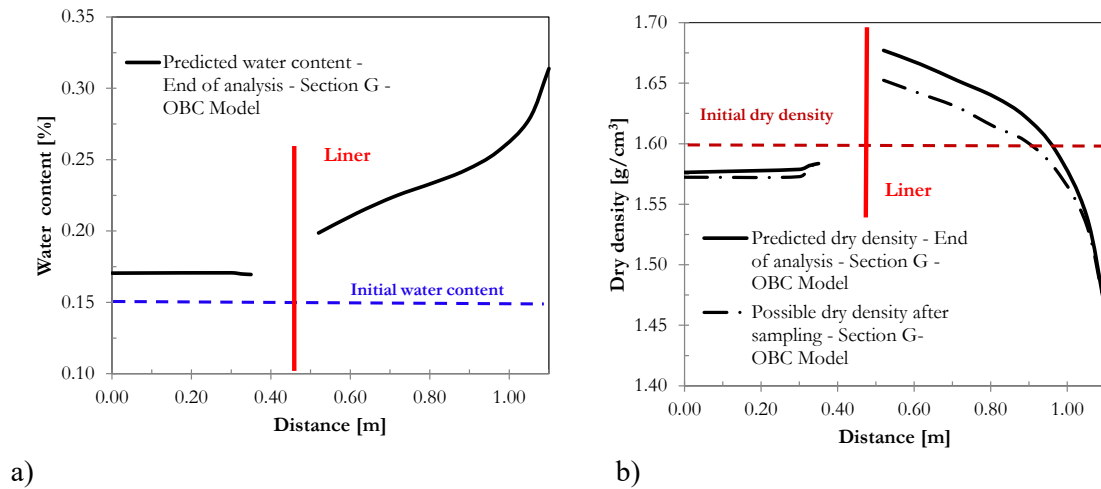 0.35
0.30
0.25
0.20
0.15
0.10
Water content [%]
Predicted water content -
End of analysis - Section G -
OBC Model
Liner
Initial water content
0.00
0.20
0.40
0.60
0.80
1.00
Distance [m]
a)
1.70
1.65
1.60
1.55
1.50
1.45
1.40
Dry density [g/cm³]
Initial dry density
Liner
Predicted dry density - End
of analysis - Section G -
OBC Model
Possible dry density after
sampling - Section G-
OBC Model
0.00
0.20
0.40
0.60
0.80
1.00
Distance [m]
b)